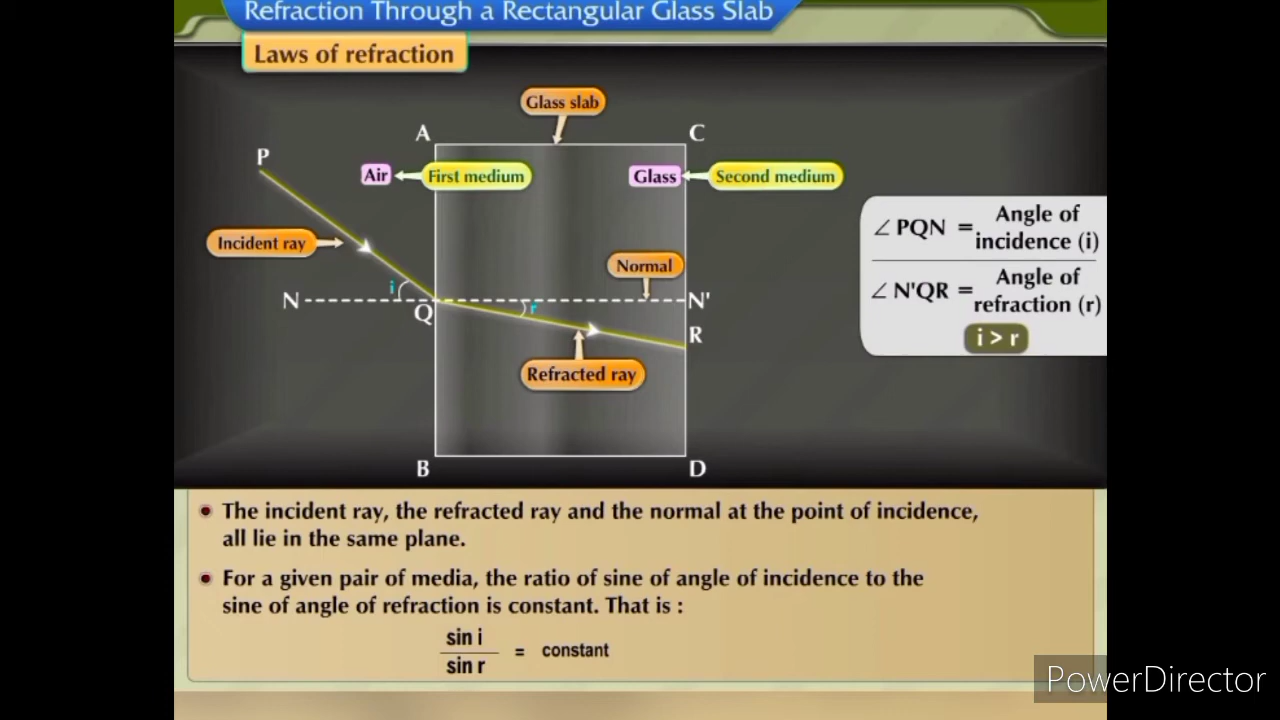 Refraction Through a Rectangular Glass Slab
Laws of refraction
Glass slab
A
C
P
Air
First medium
Glass
Second medium
∠ PQN = Angle of incidence (i)
Incident ray
Normal
i
N
Q
r
N'
∠ N'QR = Angle of refraction (r)
R
i > r
Refracted ray
B
D
The incident ray, the refracted ray and the normal at the point of incidence,
all lie in the same plane.
For a given pair of media, the ratio of sine of angle of incidence to the
sine of angle of refraction is constant. That is :
sin i
= constant
sin r
PowerDirector